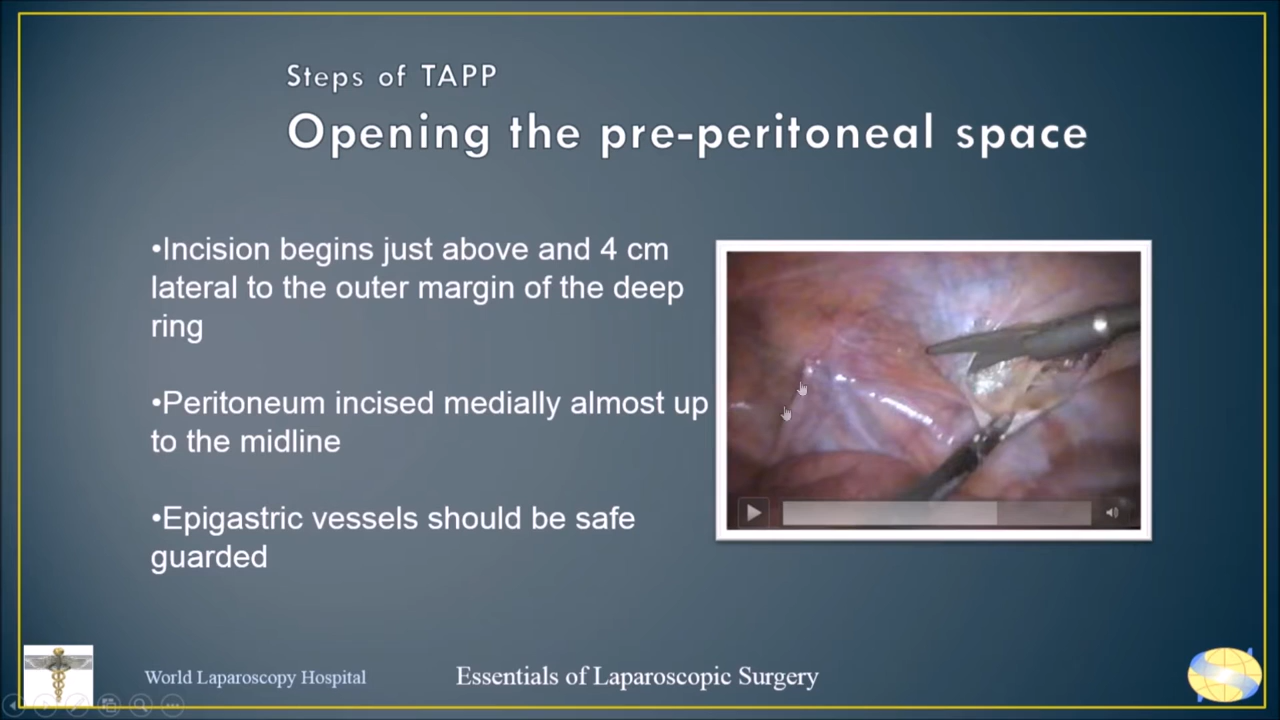 Steps of TAPP
Opening the pre-peritoneal space
•Incision begins just above and 4 cm
lateral to the outer margin of the deep
ring
•Peritoneum incised medially almost up
to the midline
•Epigastric vessels should be safe
guarded
World Laparoscopy Hospital
Essentials of Laparoscopic Surgery